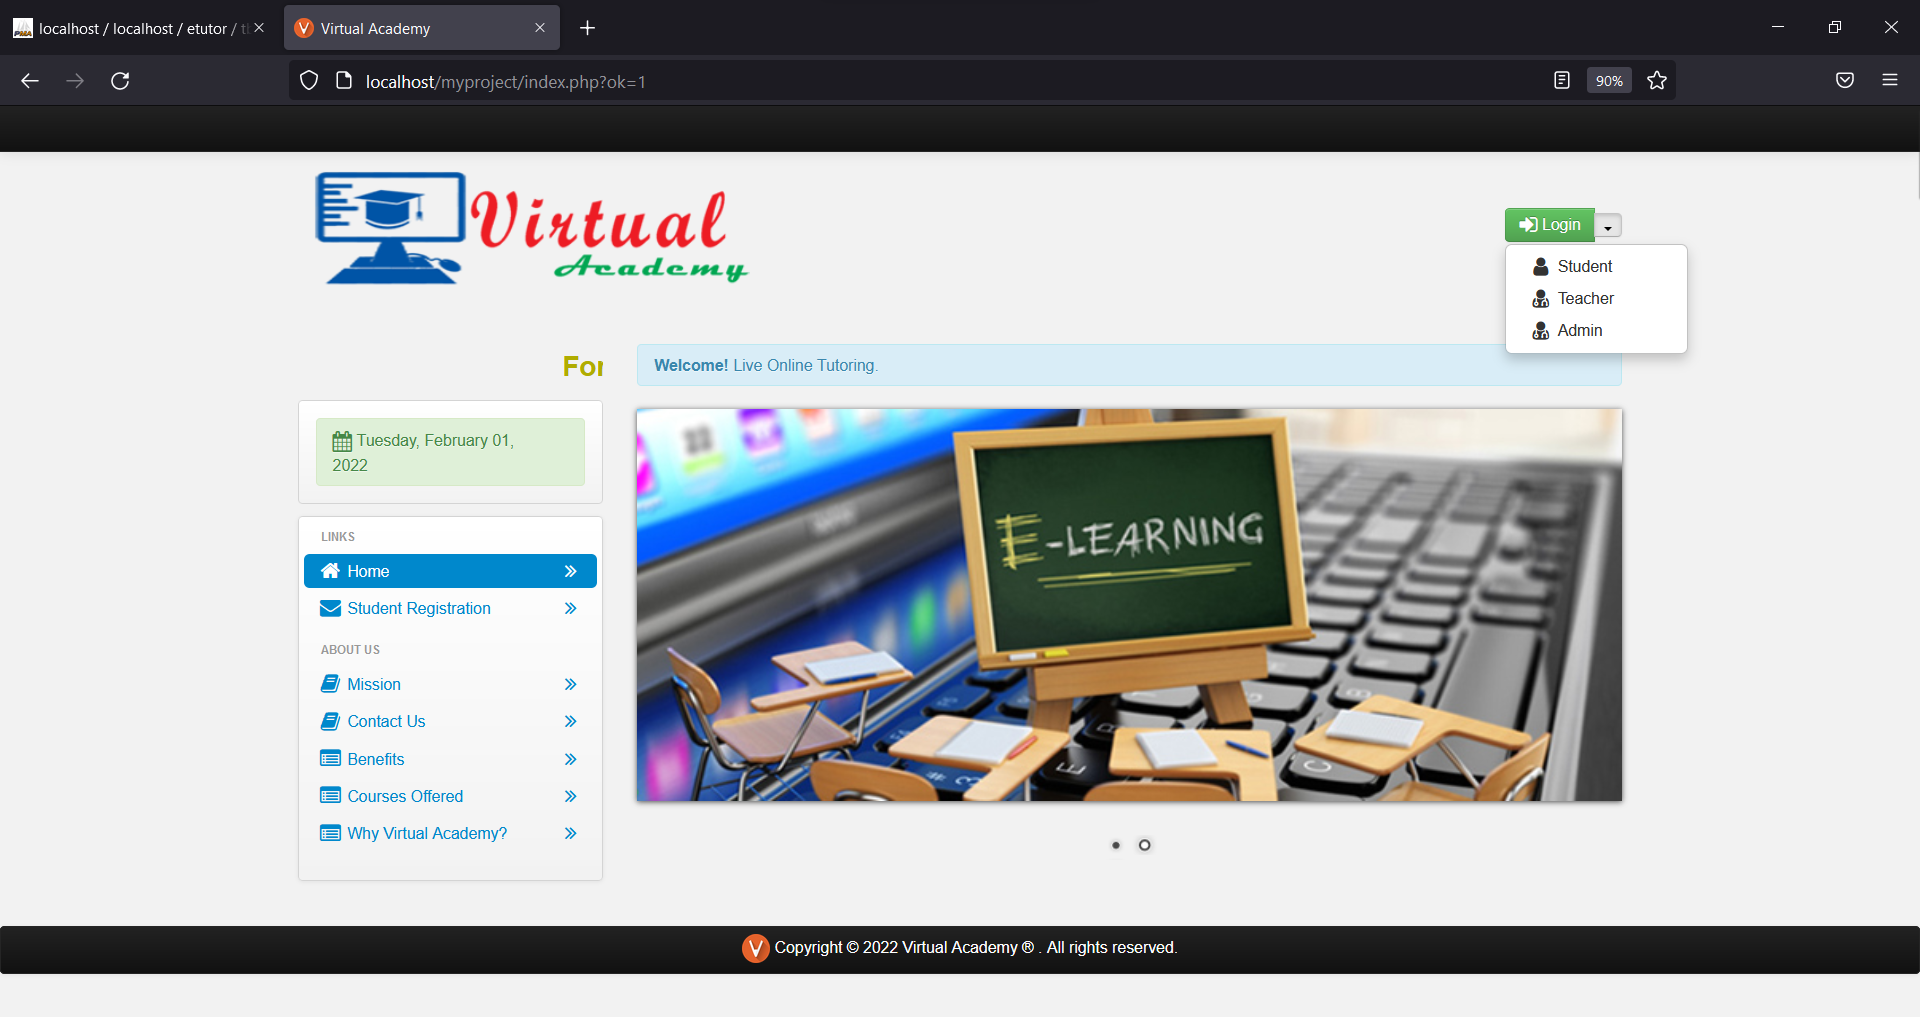 localhost / localhost / etutor / t
Virtual Academy
localhost/myproject/index.php?ok=1
90%
Virtual
Academy
Login
Student
Teacher
Admin
For
Welcome! Live Online Tutoring.
Tuesday, February 01,
2022
E-LEARNING
LINKS
Home
Student Registration
ABOUT US
Mission
Contact Us
Benefits
Courses Offered
Why Virtual Academy?
V Copyright © 2022 Virtual Academy ® . All rights reserved.